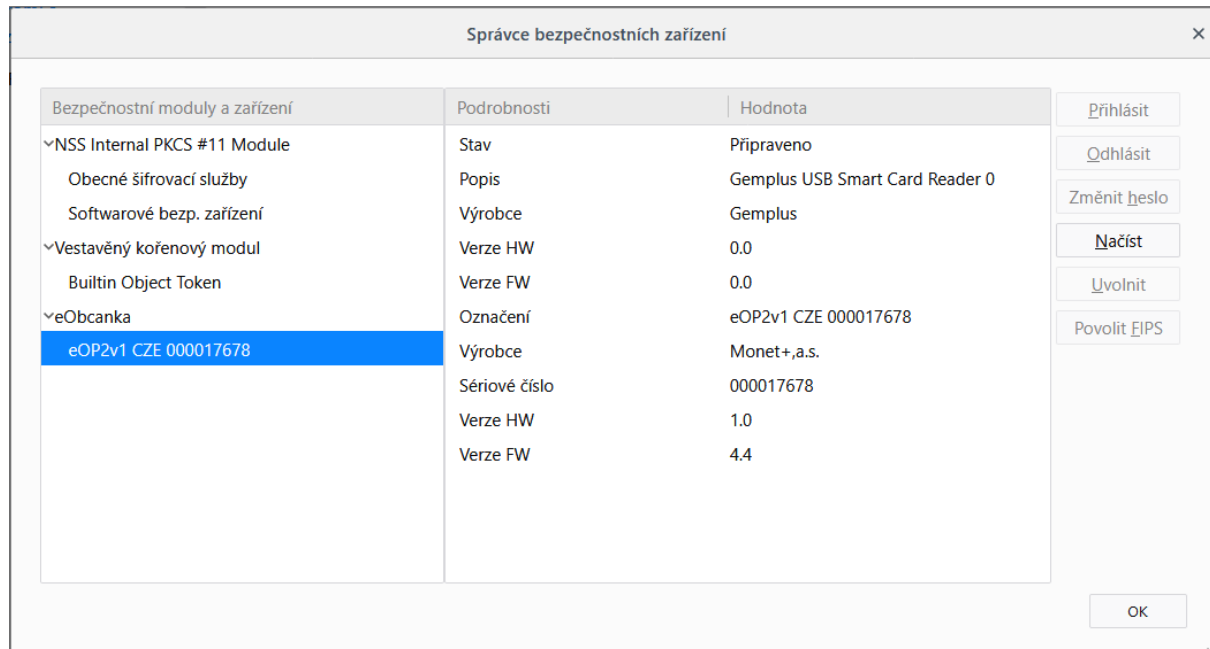 Správce bezpečnostních zařízení
Bezpečnostní moduly a zařízení
Podrobnosti
Hodnota
NSS Internal PKCS #11 Module
Obecné šifrovací služby
Softwarové bezp. zařízení
Vestavěný kořenový modul
Builtin Object Token
eObcanka
eOP2v1 CZE 000017678
Stav Připraveno
Popis Gemplus USB Smart Card Reader 0
Výrobce Gemplus
Verze HW 0.0
Verze FW 0.0
Označení eOP2v1 CZE 000017678
Výrobce Monet+,a.s.
Sériové číslo 000017678
Verze HW 1.0
Verze FW 4.4
Přihlásit
Odhlásit
Změnit heslo
Načíst
Uvolnit
Povolit FIPS
OK